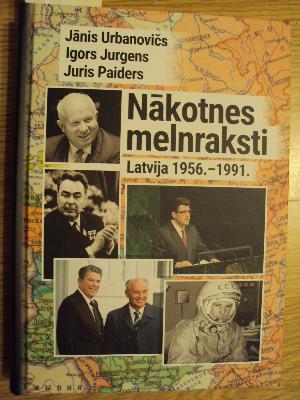 Jānis Urbanovičs
Igors Jurgens
Juris Paiders
Nākotnes
melnraksti
Latvija 1956.–1991.